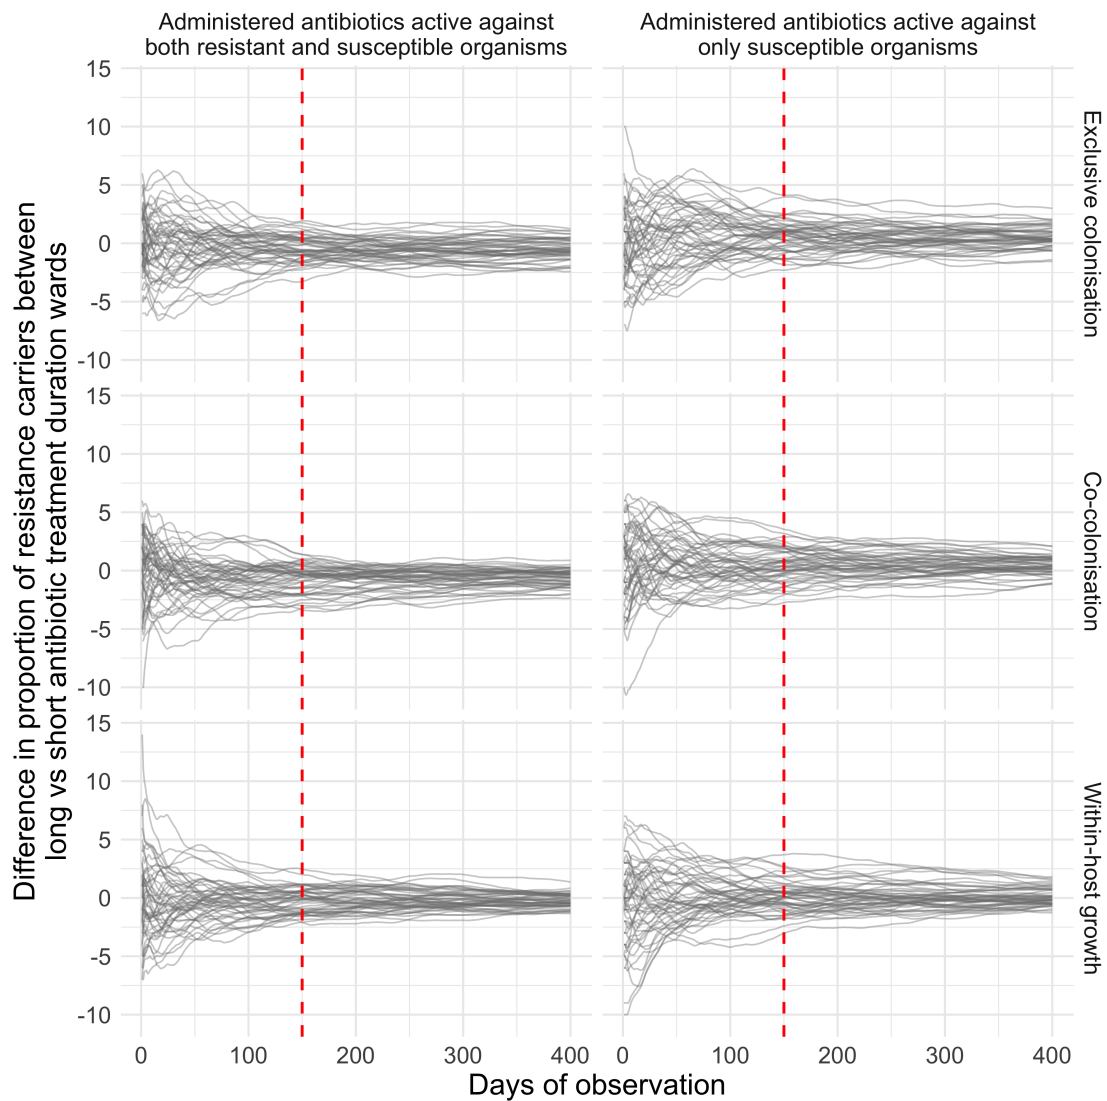 Administered antibiotics active against
both resistant and susceptible organisms
Administered antibiotics active against
only susceptible organisms
Difference in proportion of resistance carriers between
long vs short antibiotic treatment duration wards
15
10
5
0
-5
-10
Exclusive colonisation
15
10
5
0
-5
-10
Co-colonisation
15
10
5
0
-5
-10
Within-host growth
0 100 200 300 400
0 100 200 300 400
Days of observation